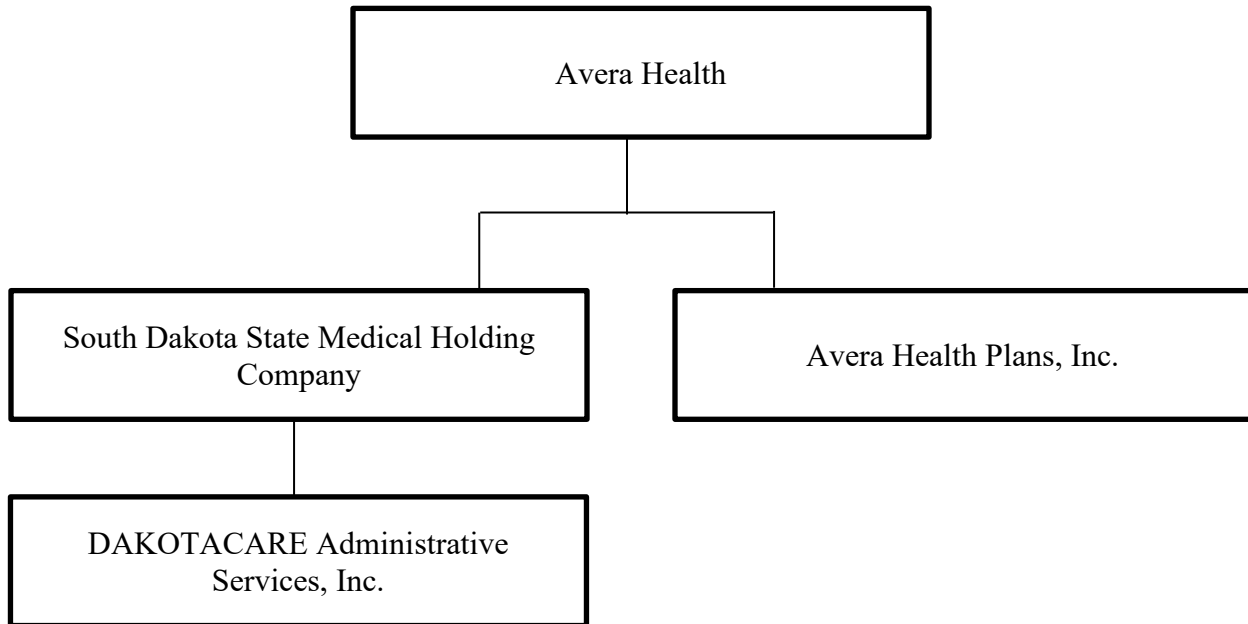 Avera Health
South Dakota State Medical Holding
Company
Avera Health Plans, Inc.
DAKOTACARE Administrative
Services, Inc.